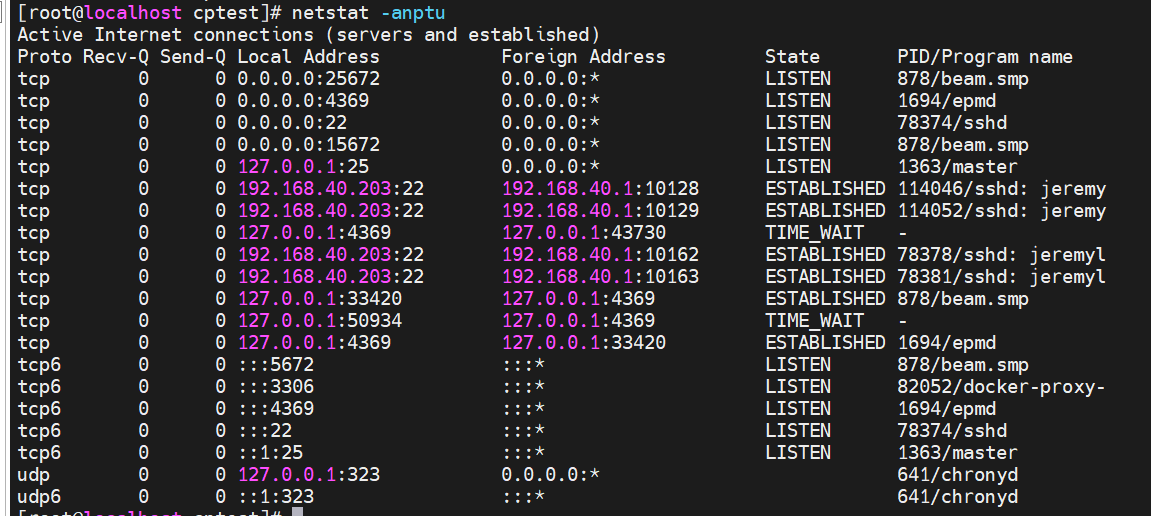 [root@localhost cptest]# netstat -anptu
Active Internet connections (servers and established)
Proto Recv-Q Send-Q Local Address           Foreign Address         State       PID/Program name
tcp        0      0 0.0.0.0:25672           0.0.0.0:*               LISTEN      878/beam.smp
tcp        0      0 0.0.0.0:4369            0.0.0.0:*               LISTEN      1694/epmd
tcp        0      0 0.0.0.0:22              0.0.0.0:*               LISTEN      78374/sshd
tcp        0      0 0.0.0.0:15672           0.0.0.0:*               LISTEN      878/beam.smp
tcp        0      0 127.0.0.1:25            0.0.0.0:*               LISTEN      1363/master
tcp        0      0 192.168.40.203:22       192.168.40.1:10128      ESTABLISHED 114046/sshd: jeremy
tcp        0      0 192.168.40.203:22       192.168.40.1:10129      ESTABLISHED 114052/sshd: jeremy
tcp        0      0 127.0.0.1:4369          127.0.0.1:43730         TIME_WAIT   -
tcp        0      0 192.168.40.203:22       192.168.40.1:10162      ESTABLISHED 78378/sshd: jeremyl
tcp        0      0 192.168.40.203:22       192.168.40.1:10163      ESTABLISHED 78381/sshd: jeremyl
tcp        0      0 127.0.0.1:33420         127.0.0.1:4369          ESTABLISHED 878/beam.smp
tcp        0      0 127.0.0.1:50934         127.0.0.1:4369          TIME_WAIT   -
tcp        0      0 127.0.0.1:4369          127.0.0.1:33420         ESTABLISHED 1694/epmd
tcp6       0      0 :::5672                 :::*                    LISTEN      878/beam.smp
tcp6       0      0 :::3306                 :::*                    LISTEN      82052/docker-proxy-
tcp6       0      0 :::4369                 :::*                    LISTEN      1694/epmd
tcp6       0      0 :::22                   :::*                    LISTEN      78374/sshd
tcp6       0      0 ::1:25                  :::*                    LISTEN      1363/master
udp        0      0 127.0.0.1:323           0.0.0.0:*                           641/chronyd
udp6       0      0 ::1:323                 :::*                                641/chronyd
[root@localhost cptest]#